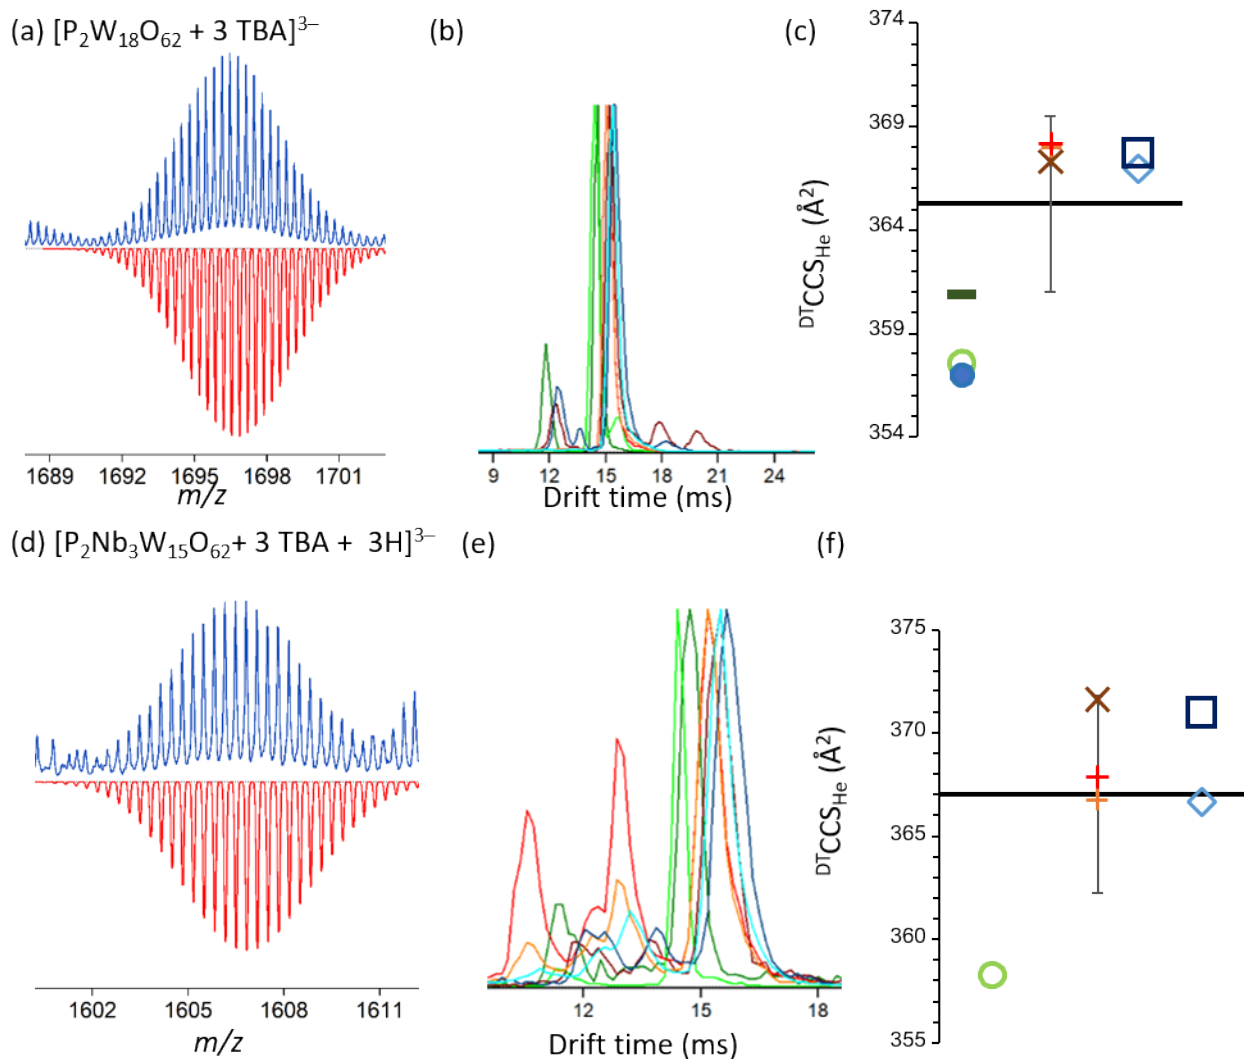 (a) [P₂W₁₈O₆₂ + 3 TBA]³⁻
1689 1692 1695 1698 1701
m/z
(b)
9 12 15 18 21 24
Drift time (ms)
(c)
374
369
364
359
354
ᴰᵀCCS_He (Å²)
(d) [P₂Nb₃W₁₅O₆₂+ 3 TBA + 3H]³⁻
1602 1605 1608 1611
m/z
(e)
12 15 18
Drift time (ms)
(f)
375
370
365
360
355
ᴰᵀCCS_He (Å²)